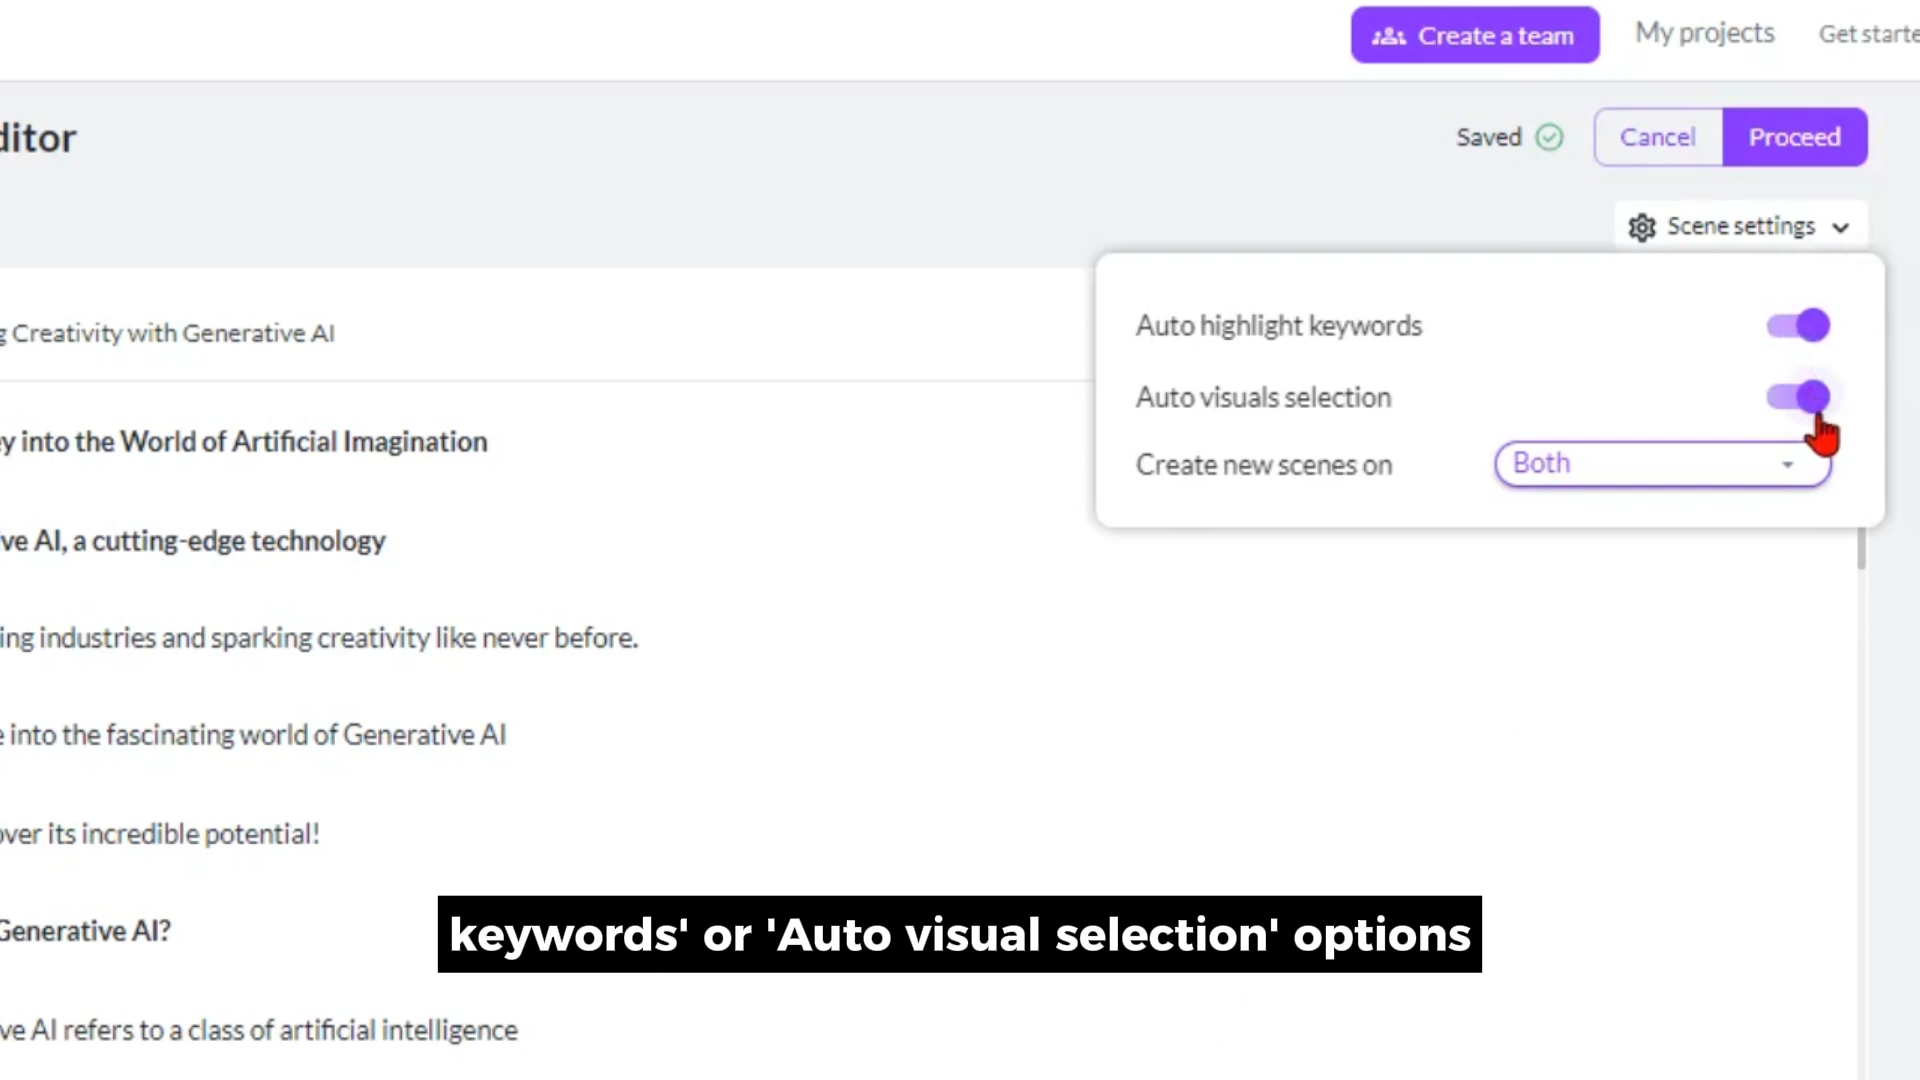 Create a team My projects Get starte
ditor
Saved Cancel Proceed
Scene settings
Auto highlight keywords
g Creativity with Generative AI
Auto visuals selection
ey into the World of Artificial Imagination
Create new scenes on Both
ve AI, a cutting-edge technology
ing industries and sparking creativity like never before.
e into the fascinating world of Generative AI
over its incredible potential!
Generative AI?
keywords' or 'Auto visual selection' options
ve AI refers to a class of artificial intelligence